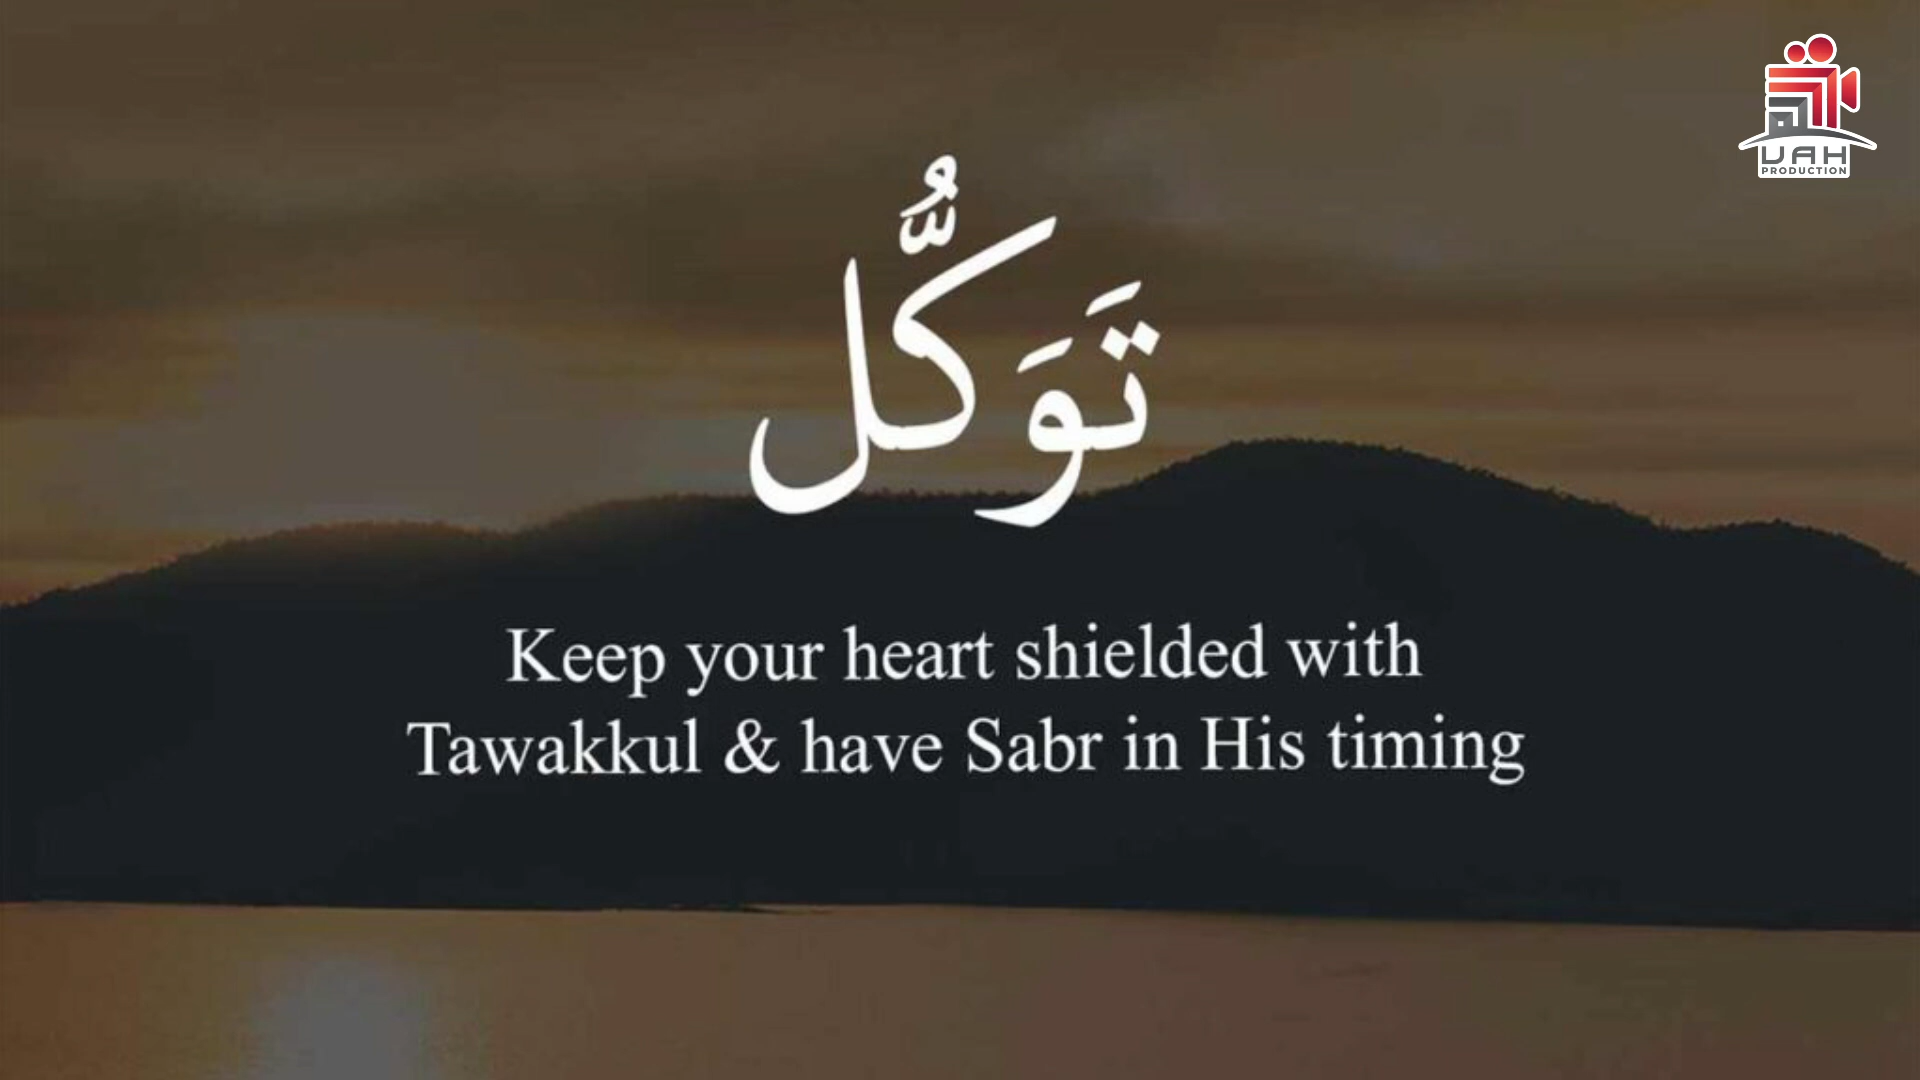 UAH
PRODUCTION
تَوَكُّل
Keep your heart shielded with
Tawakkul & have Sabr in His timing